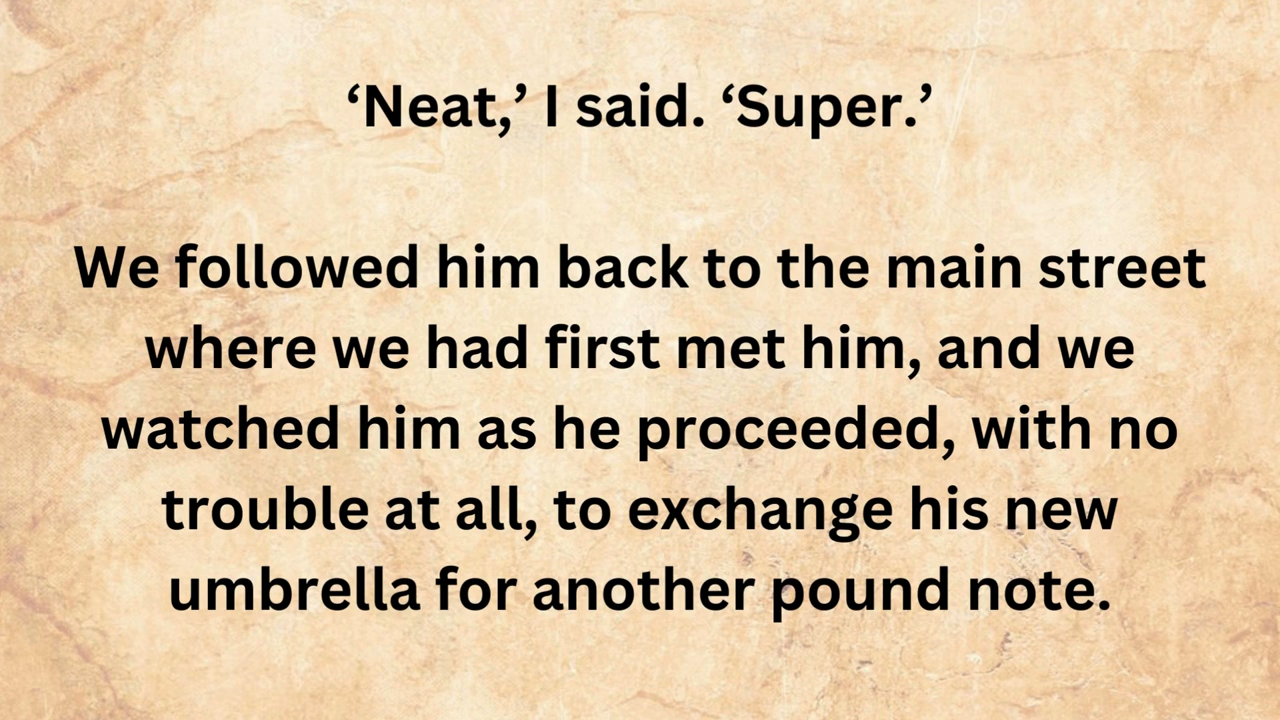 ‘Neat,’ I said. ‘Super.’
We followed him back to the main street
where we had first met him, and we
watched him as he proceeded, with no
trouble at all, to exchange his new
umbrella for another pound note.